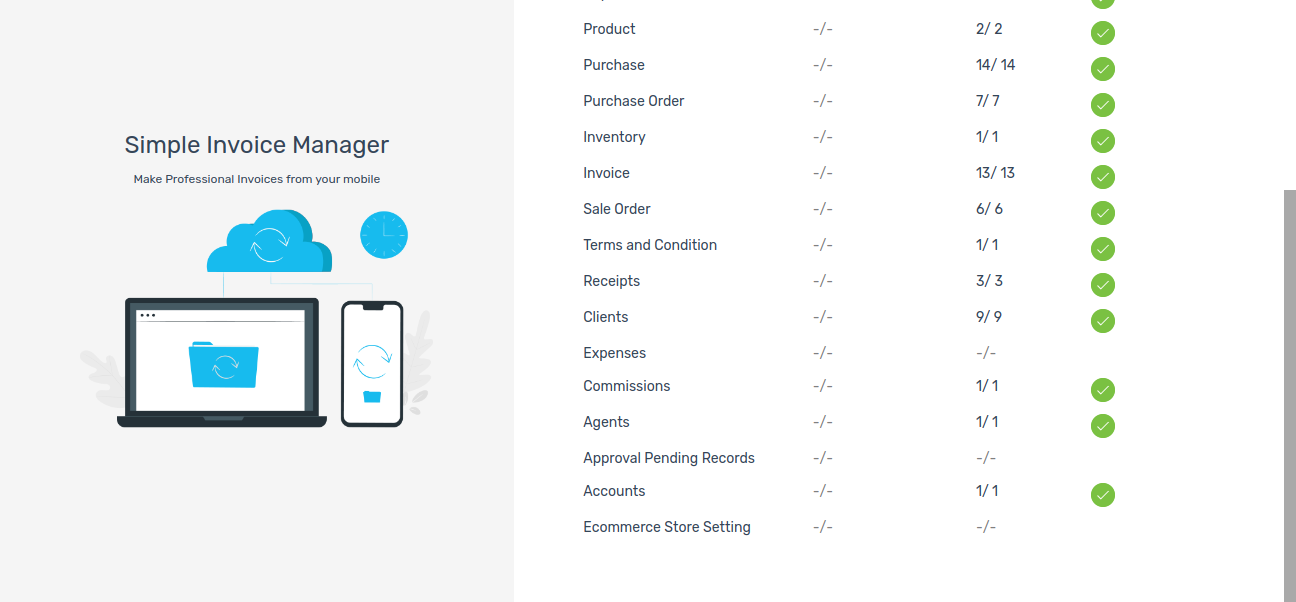 Simple Invoice Manager
Make Professional Invoices from your mobile
Product -/- 2/ 2
Purchase -/- 14/ 14
Purchase Order -/- 7/ 7
Inventory -/- 1/ 1
Invoice -/- 13/ 13
Sale Order -/- 6/ 6
Terms and Condition -/- 1/ 1
Receipts -/- 3/ 3
Clients -/- 9/ 9
Expenses -/- -/-
Commissions -/- 1/ 1
Agents -/- 1/ 1
Approval Pending Records -/- -/-
Accounts -/- 1/ 1
Ecommerce Store Setting -/- -/-